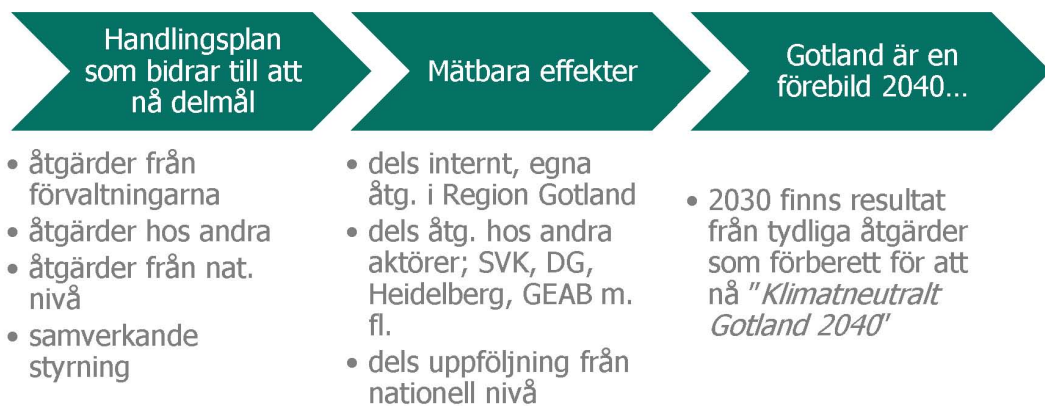 Handlingsplan
som bidrar till att
nå delmål
• åtgärder från
förvaltningarna
• åtgärder hos andra
• åtgärder från nat.
nivå
• samverkande
styrning
Mätbara effekter
• dels internt, egna
åtg. i Region Gotland
• dels åtg. hos andra
aktörer; SVK, DG,
Heidelberg, GEAB m.
fl.
• dels uppföljning från
nationell nivå
Gotland är en
förebild 2040…
• 2030 finns resultat
från tydliga åtgärder
som förberett för att
nå ”Klimatneutralt
Gotland 2040”